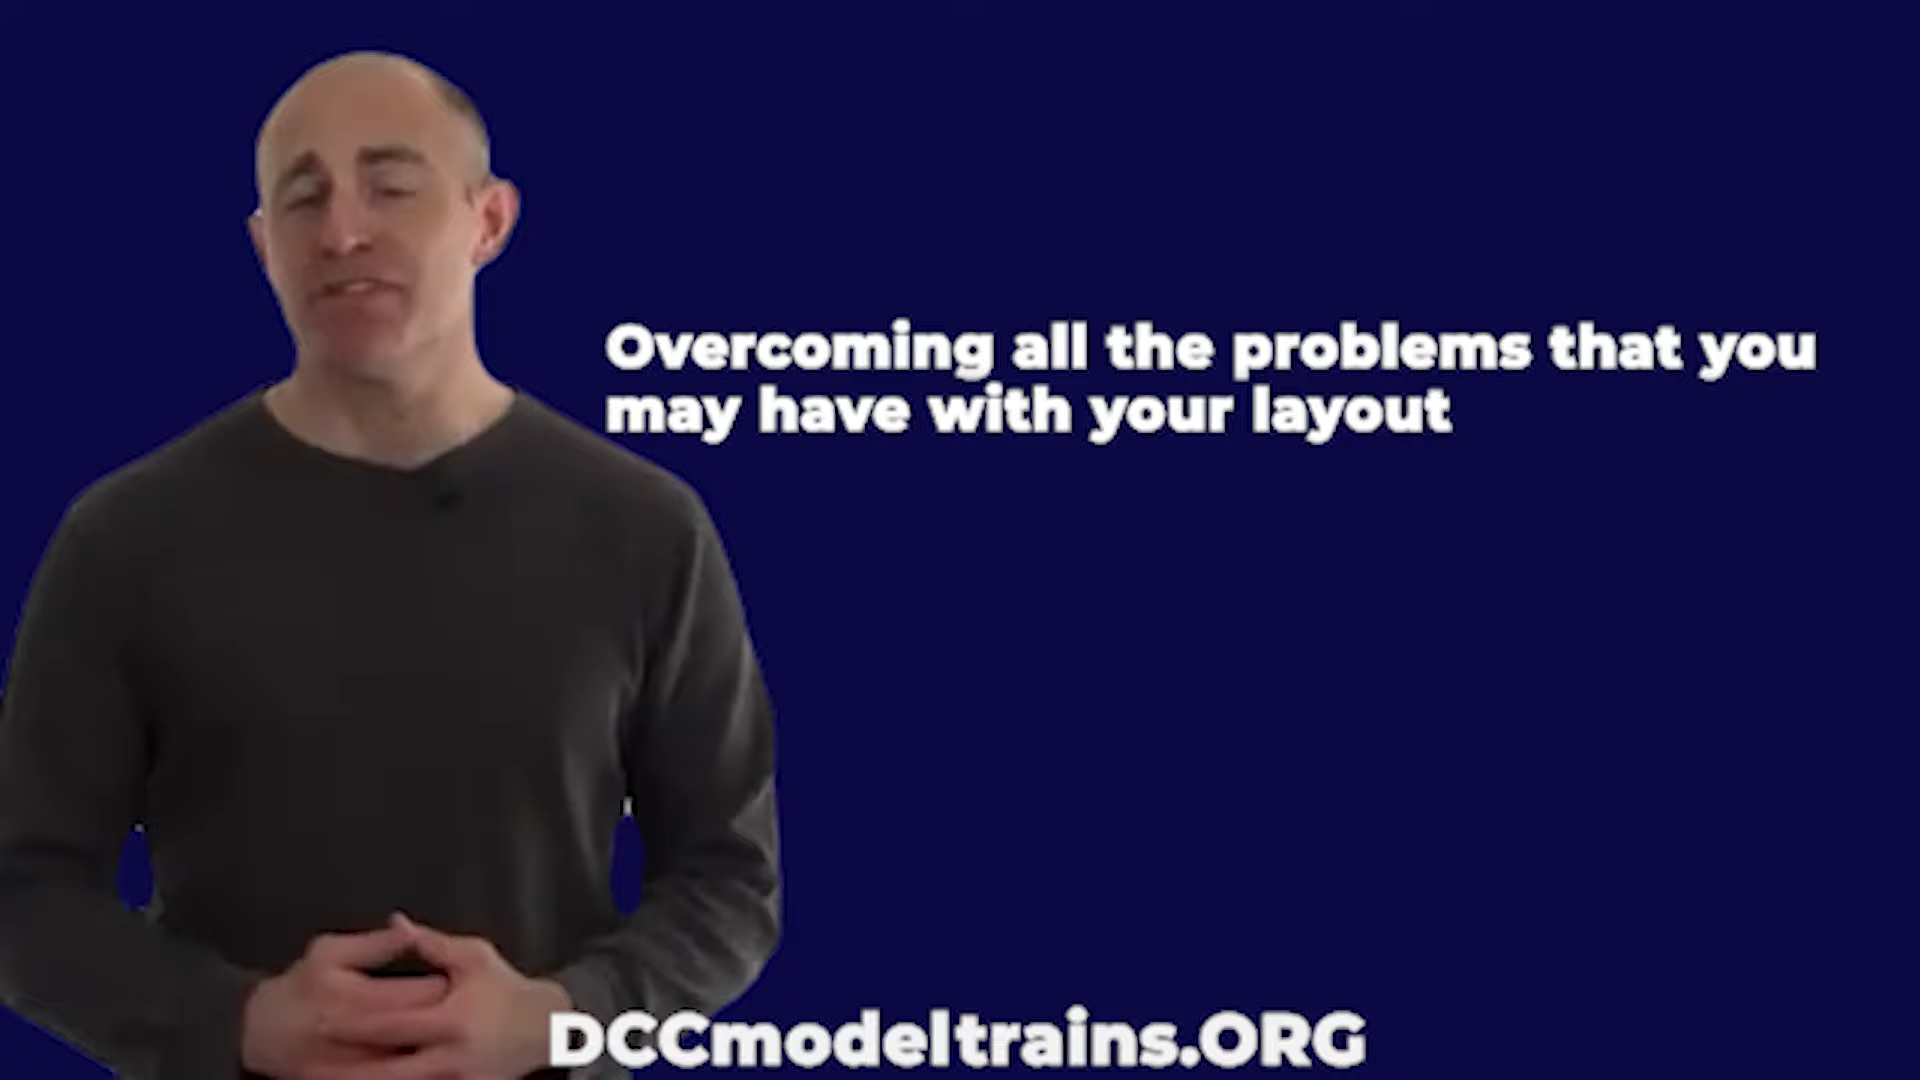 Overcoming all the problems that you
may have with your layout
DCCmodeltrains.ORG